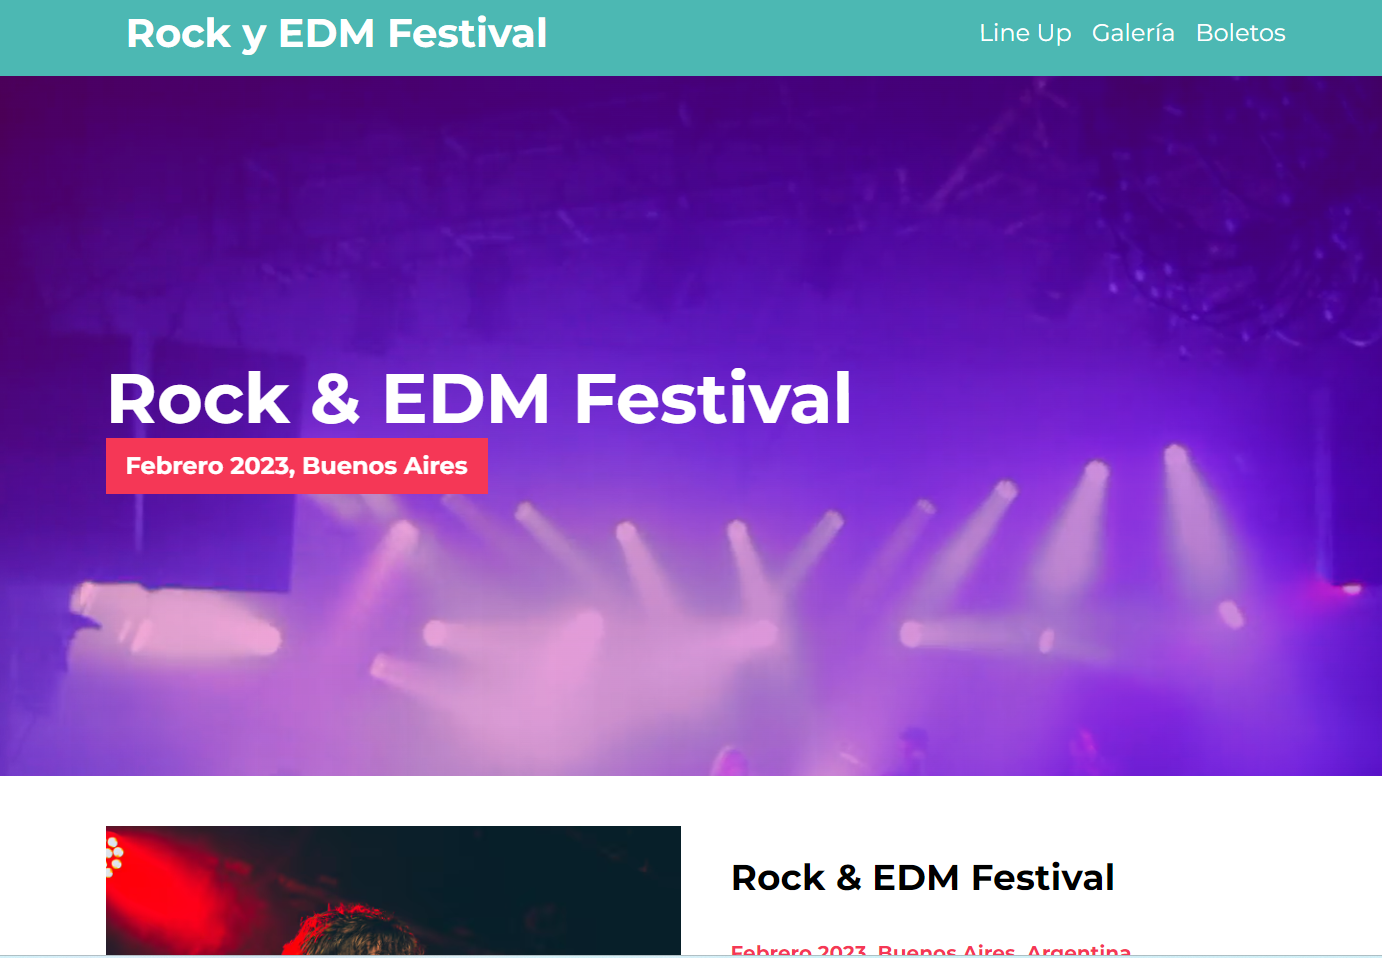 Rock y EDM Festival
Line Up Galería Boletos
Rock & EDM Festival
Febrero 2023, Buenos Aires
Rock & EDM Festival
Febrero 2023, Buenos Aires, Argentina